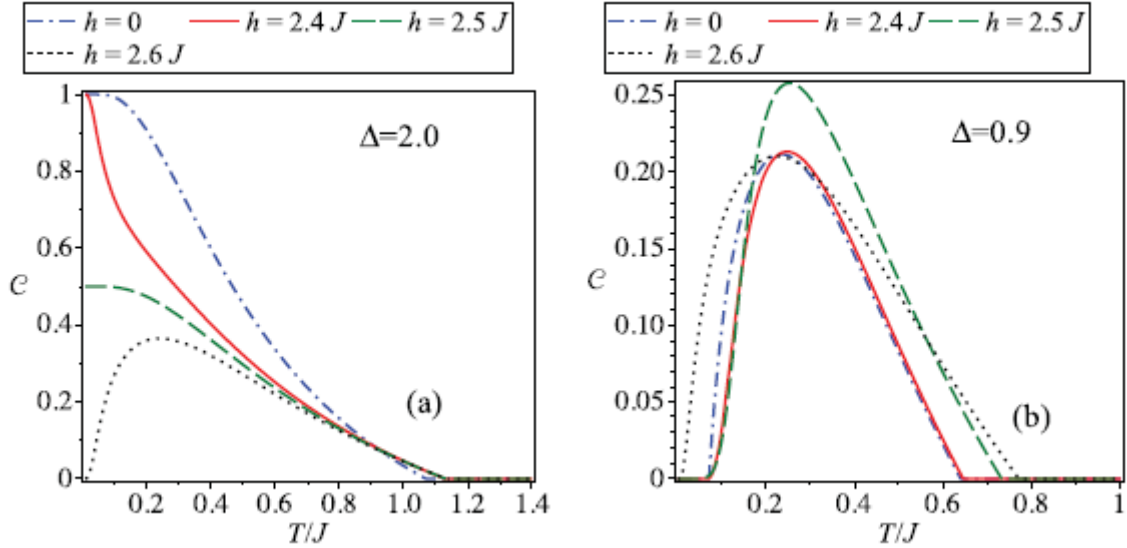 h = 0 h = 2.4 J h = 2.5 J
h = 2.6 J
1
0.8
0.6
0.4
0.2
0
C
Δ=2.0
(a)
0.2 0.4 0.6 0.8 1.0 1.2 1.4
T/J
h = 0 h = 2.4 J h = 2.5 J
h = 2.6 J
0.25
0.20
0.15
0.10
0.05
0
C
Δ=0.9
(b)
0.2 0.4 0.6 0.8 1
T/J